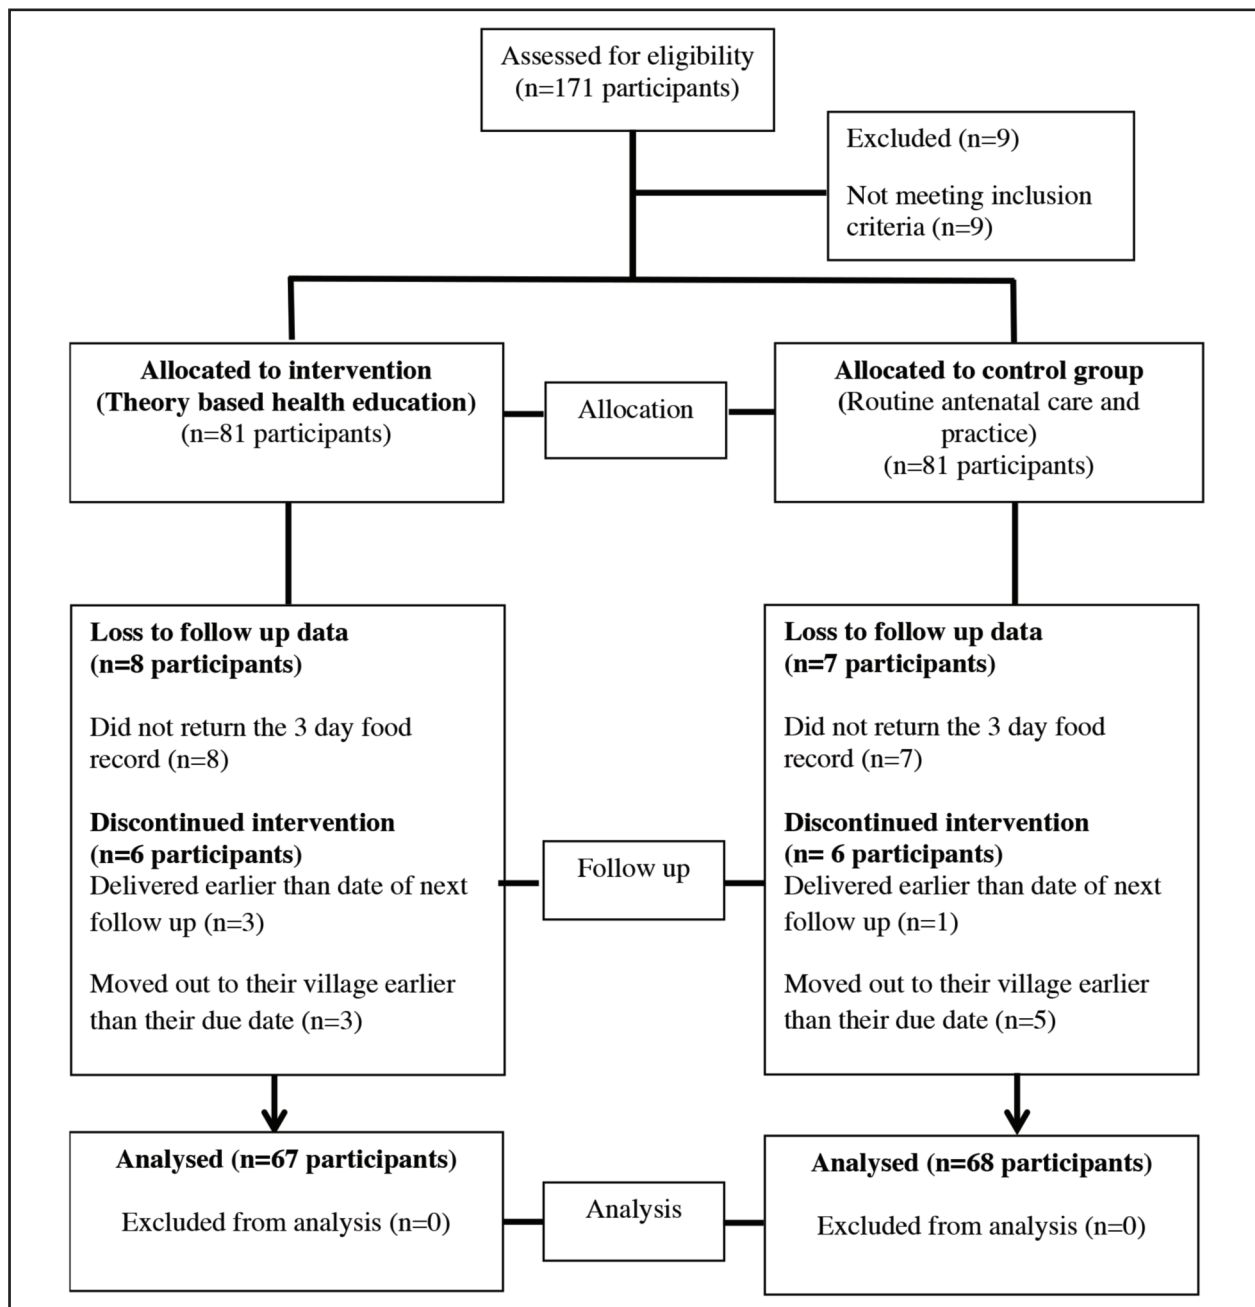 Assessed for eligibility
(n=171 participants)
Excluded (n=9)
Not meeting inclusion
criteria (n=9)
Allocated to intervention
(Theory based health education)
(n=81 participants)
Allocation
Allocated to control group
(Routine antenatal care and
practice)
(n=81 participants)
Loss to follow up data
(n=8 participants)
Did not return the 3 day food
record (n=8)
Discontinued intervention
(n=6 participants)
Delivered earlier than date of next
follow up (n=3)
Moved out to their village earlier
than their due date (n=3)
Follow up
Loss to follow up data
(n=7 participants)
Did not return the 3 day food
record (n=7)
Discontinued intervention
(n= 6 participants)
Delivered earlier than date of next
follow up (n=1)
Moved out to their village earlier
than their due date (n=5)
Analysed (n=67 participants)
Excluded from analysis (n=0)
Analysis
Analysed (n=68 participants)
Excluded from analysis (n=0)